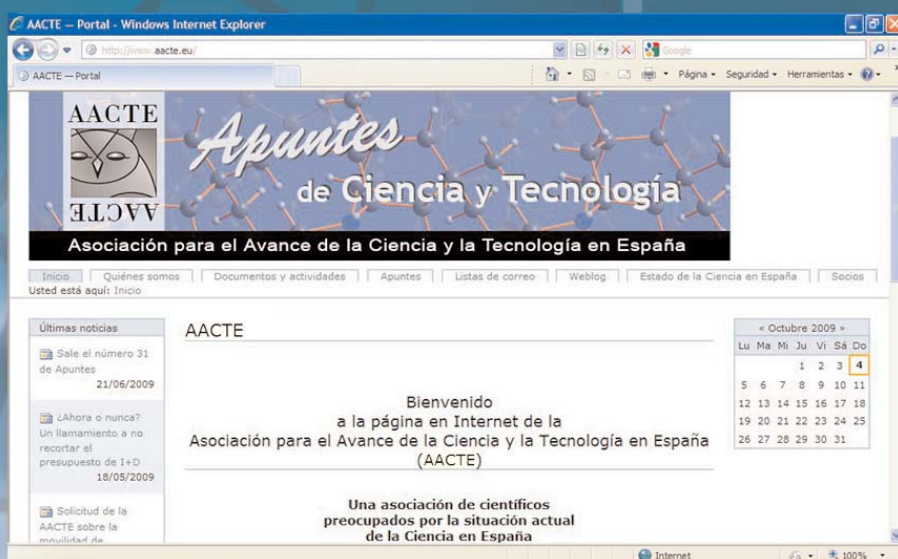 AACTE — Portal - Windows Internet Explorer
http://www.aacte.eu/
Google
AACTE — Portal
Página
Seguridad
Herramientas
AACTE
AACTE
Apuntes
de Ciencia y Tecnología
Asociación para el Avance de la Ciencia y la Tecnología en España
Inicio Quiénes somos Documentos y actividades Apuntes Listas de correo Weblog Estado de la Ciencia en España Socios
Usted está aquí: Inicio
Últimas noticias
Sale el número 31
de Apuntes
21/06/2009
¿Ahora o nunca?
Un llamamiento a no
recortar el
presupuesto de I+D
18/05/2009
Solicitud de la
AACTE sobre la
movilidad de
AACTE
Bienvenido
a la página en Internet de la
Asociación para el Avance de la Ciencia y la Tecnología en España
(AACTE)
Una asociación de científicos
preocupados por la situación actual
de la Ciencia en España
« Octubre 2009 »
Lu Ma Mi Ju Vi Sá Do
1 2 3 4
5 6 7 8 9 10 11
12 13 14 15 16 17 18
19 20 21 22 23 24 25
26 27 28 29 30 31
Internet
100%